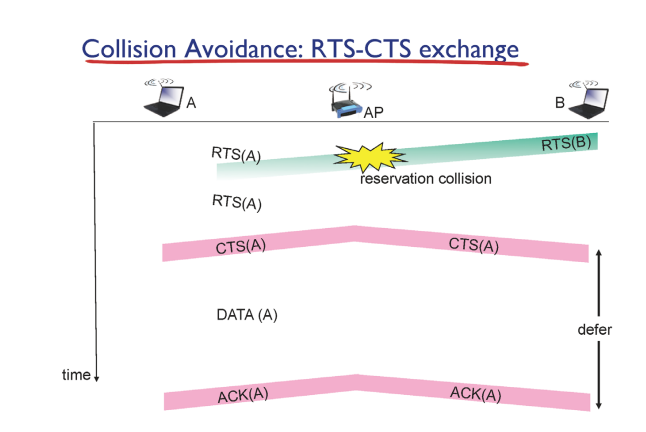 Collision Avoidance: RTS-CTS exchange
A
AP
B
RTS(A)
RTS(B)
reservation collision
RTS(A)
CTS(A)
CTS(A)
DATA (A)
defer
time
ACK(A)
ACK(A)